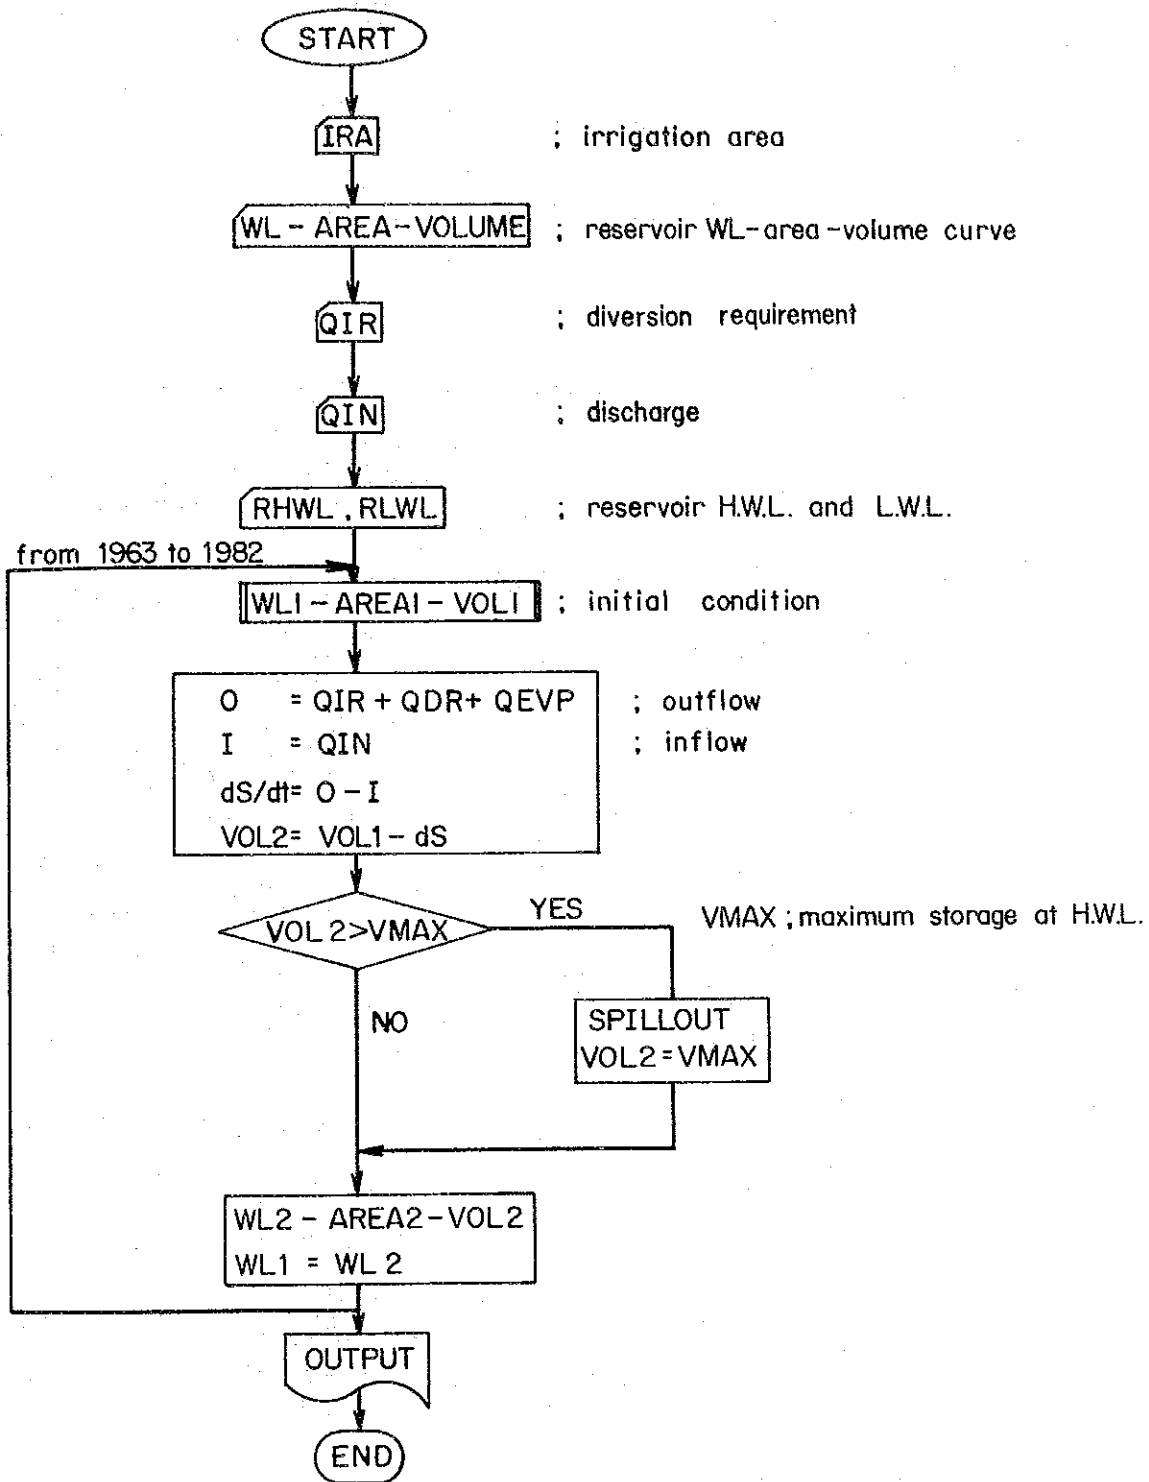 START
IRA ; irrigation area
WL - AREA - VOLUME ; reservoir WL-area-volume curve
QIR ; diversion requirement
QIN ; discharge
RHWL , RLWL ; reservoir H.W.L. and L.W.L.
from 1963 to 1982
WL1 - AREA1 - VOL1 ; initial condition
O = QIR + QDR + QEVP ; outflow
I = QIN ; inflow
dS/dt = O - I
VOL2 = VOL1 - dS
VOL 2>VMAX
YES
VMAX ; maximum storage at H.W.L.
NO
SPILLOUT
VOL2 = VMAX
WL2 - AREA2 - VOL2
WL1 = WL 2
OUTPUT
END